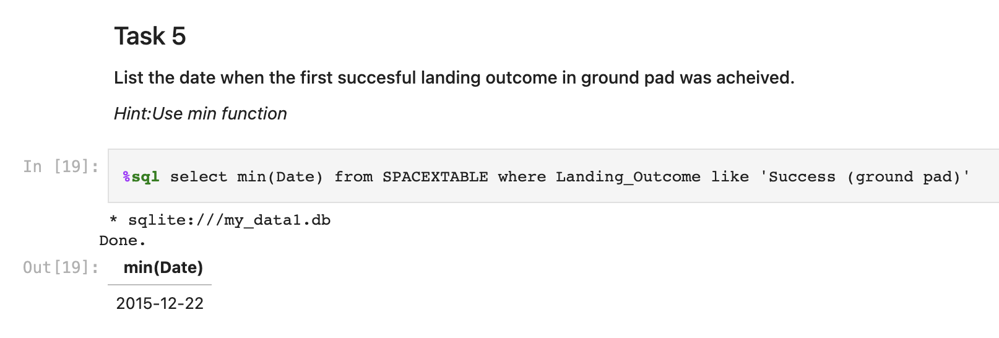 Task 5
List the date when the first succesful landing outcome in ground pad was acheived.
Hint:Use min function
In [19]:
%sql select min(Date) from SPACEXTABLE where Landing_Outcome like 'Success (ground pad)'
* sqlite:///my_data1.db
Done.
Out[19]:
min(Date)
2015-12-22